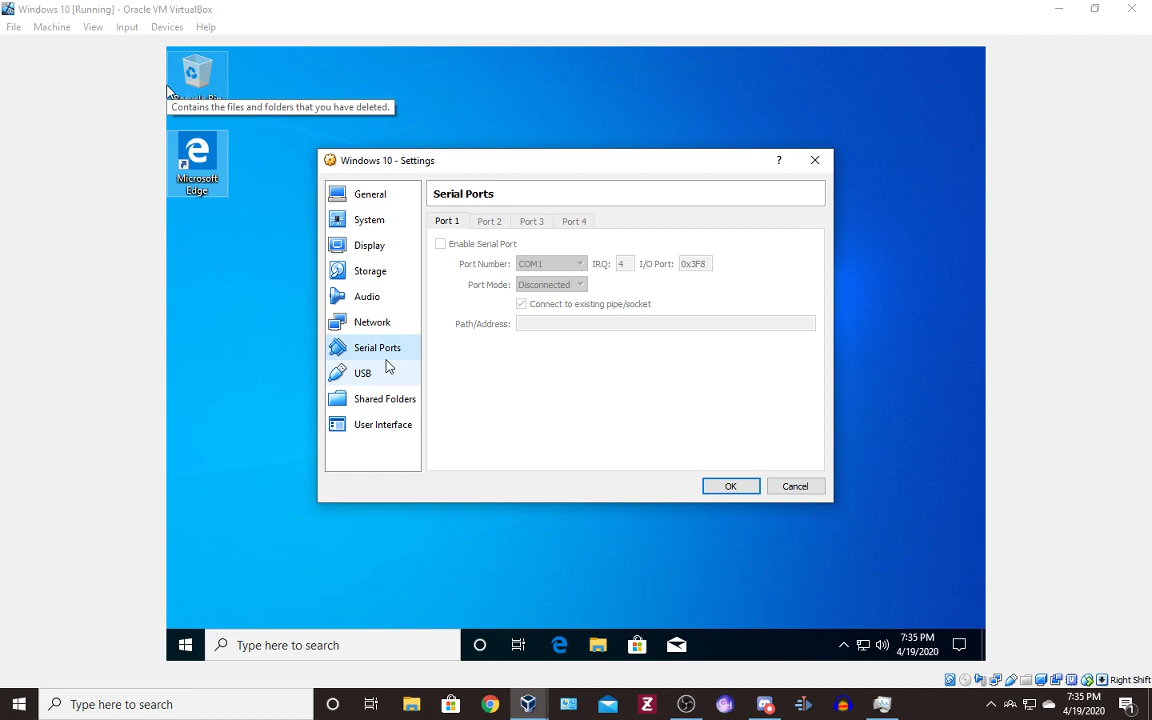 Windows 10 [Running] - Oracle VM VirtualBox
File Machine View Input Devices Help
Contains the files and folders that you have deleted.
Microsoft
Edge
Windows 10 - Settings
?
General
System
Display
Storage
Audio
Network
Serial Ports
USB
Shared Folders
User Interface
Serial Ports
Port 1 Port 2 Port 3 Port 4
Enable Serial Port
Port Number: COM1 IRQ: 4 I/O Port: 0x3F8
Port Mode: Disconnected
Connect to existing pipe/socket
Path/Address:
OK Cancel
Type here to search
7:35 PM
4/19/2020
Right Shift
Type here to search
7:35 PM
4/19/2020